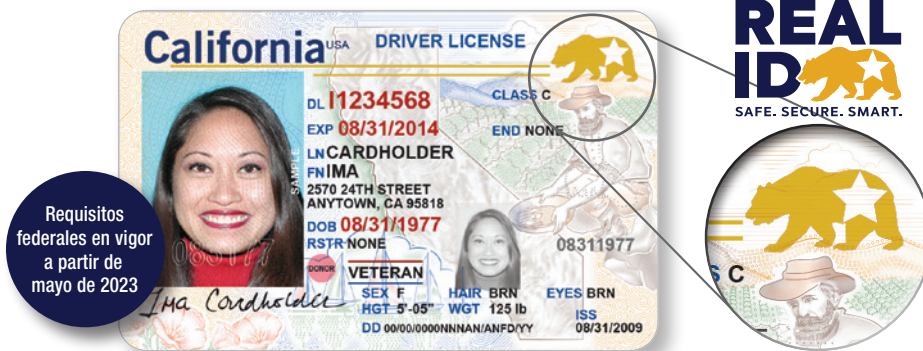 California USA DRIVER LICENSE
DL I1234568 CLASS C
EXP 08/31/2014 END NONE
LN CARDHOLDER
FN IMA
2570 24TH STREET
ANYTOWN, CA 95818
DOB 08/31/1977
RSTR NONE 08311977
SAMPLE
083177
DONOR
VETERAN
SEX F HAIR BRN EYES BRN
HGT 5'-05" WGT 125 lb ISS
DD 00/00/0000NNNAN/ANFD/YY 08/31/2009
Ima Cardholder
Requisitos
federales en vigor
a partir de
mayo de 2023
REAL
ID
SAFE. SECURE. SMART.
S C